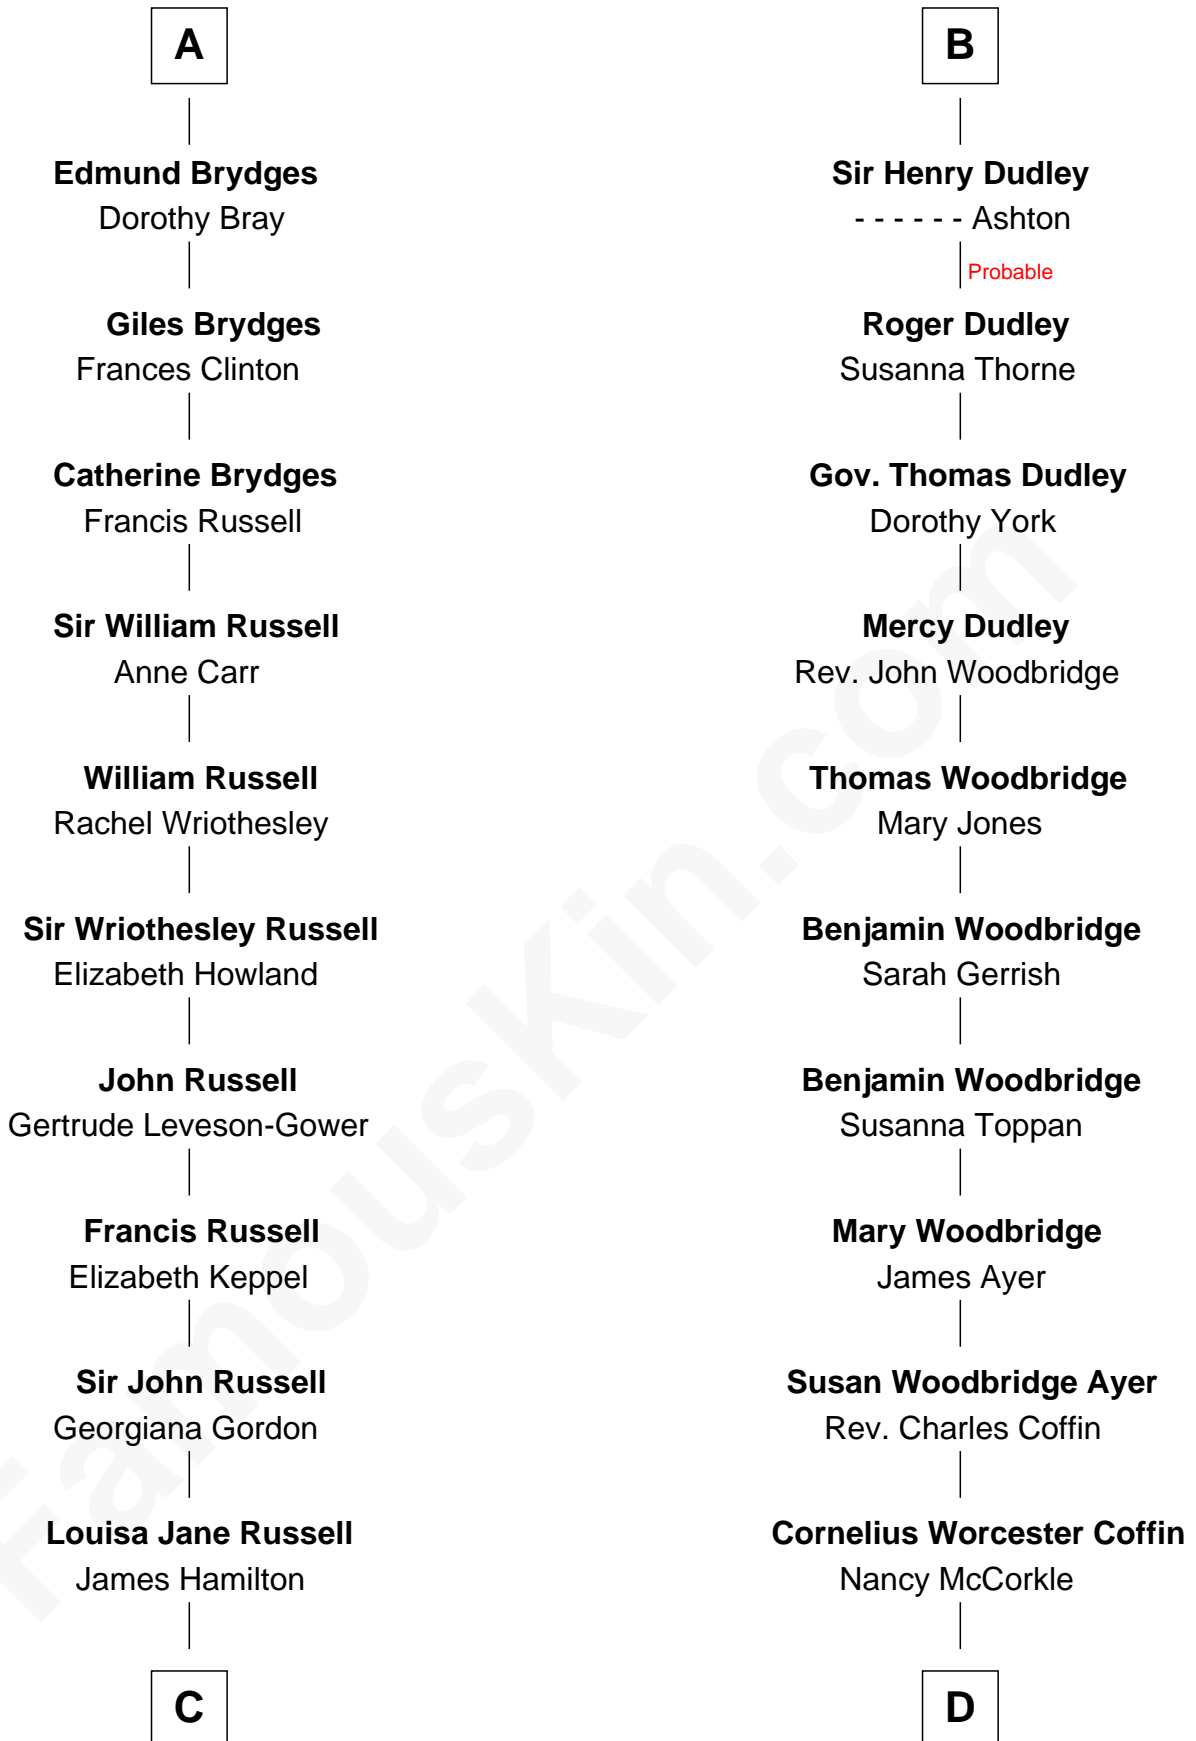 A
Edmund Brydges
Dorothy Bray
Giles Brydges
Frances Clinton
Catherine Brydges
Francis Russell
Sir William Russell
Anne Carr
William Russell
Rachel Wriothesley
Sir Wriothesley Russell
Elizabeth Howland
John Russell
Gertrude Leveson-Gower
Francis Russell
Elizabeth Keppel
Sir John Russell
Georgiana Gordon
Louisa Jane Russell
James Hamilton
C
B
Sir Henry Dudley
- - - - - - Ashton
Probable
Roger Dudley
Susanna Thorne
Gov. Thomas Dudley
Dorothy York
Mercy Dudley
Rev. John Woodbridge
Thomas Woodbridge
Mary Jones
Benjamin Woodbridge
Sarah Gerrish
Benjamin Woodbridge
Susanna Toppan
Mary Woodbridge
James Ayer
Susan Woodbridge Ayer
Rev. Charles Coffin
Cornelius Worcester Coffin
Nancy McCorkle
D
FamousKin.com